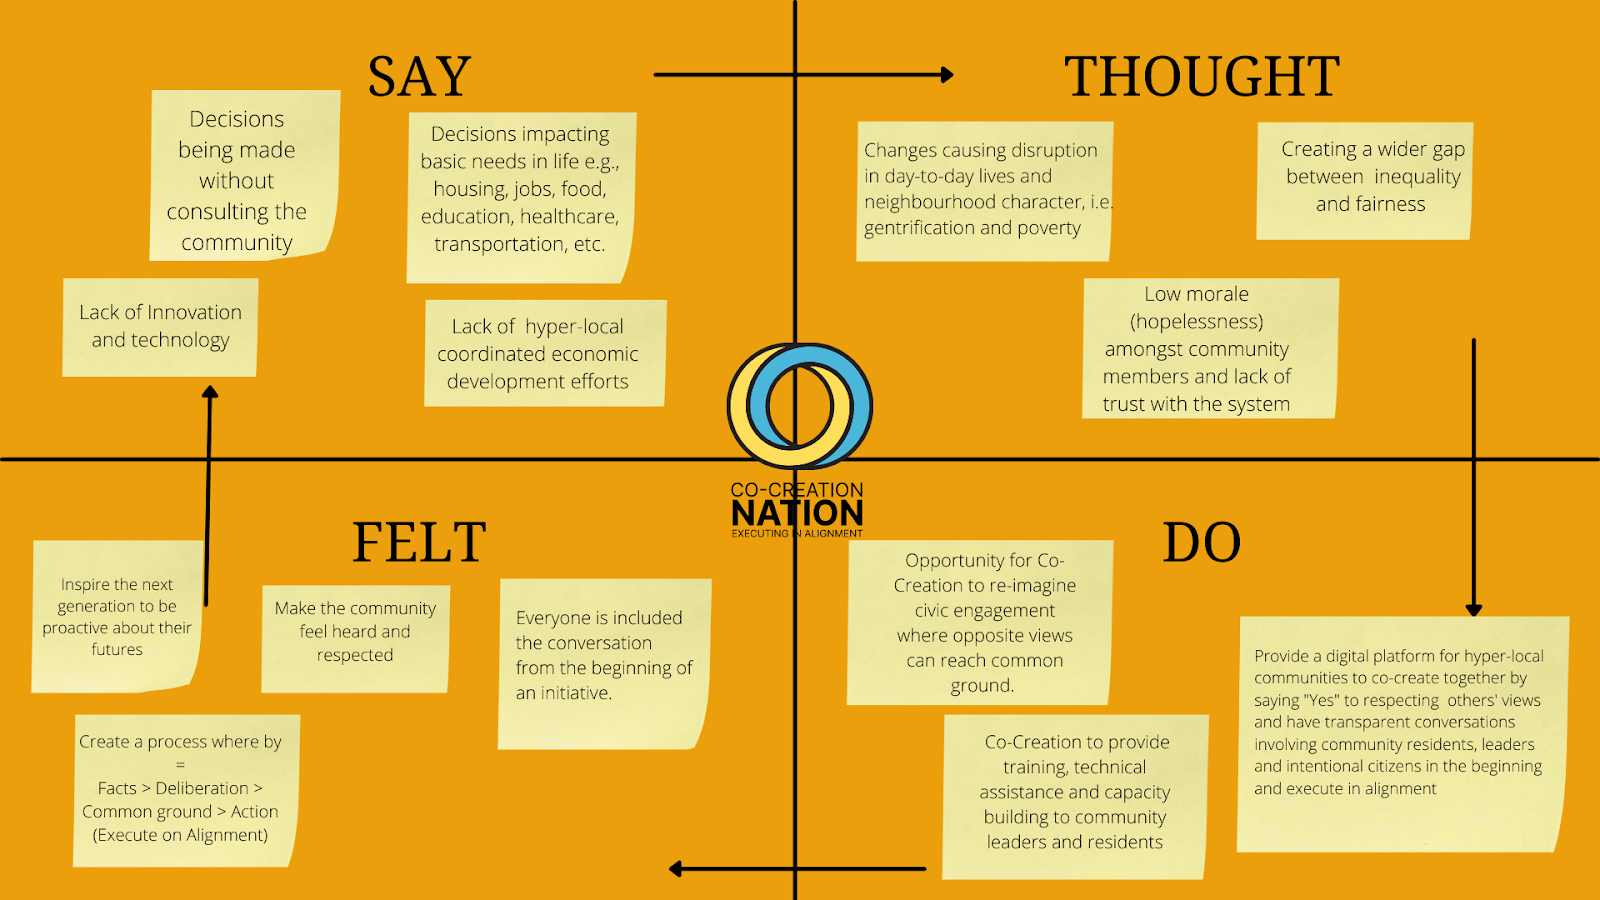 SAY
Decisions
being made
without
consulting the
community
Decisions impacting
basic needs in life e.g.,
housing, jobs, food,
education, healthcare,
transportation, etc.
Lack of Innovation
and technology
Lack of hyper-local
coordinated economic
development efforts
THOUGHT
Changes causing disruption
in day-to-day lives and
neighbourhood character, i.e.
gentrification and poverty
Creating a wider gap
between inequality
and fairness
Low morale
(hopelessness)
amongst community
members and lack of
trust with the system
CO-CREATION
NATION
EXECUTING IN ALIGNMENT
FELT
Inspire the next
generation to be
proactive about their
futures
Make the community
feel heard and
respected
Everyone is included
the conversation
from the beginning of
an initiative.
Create a process where by
=
Facts > Deliberation >
Common ground > Action
(Execute on Alignment)
DO
Opportunity for Co-
Creation to re-imagine
civic engagement
where opposite views
can reach common
ground.
Co-Creation to provide
training, technical
assistance and capacity
building to community
leaders and residents
Provide a digital platform for hyper-local
communities to co-create together by
saying "Yes" to respecting others' views
and have transparent conversations
involving community residents, leaders
and intentional citizens in the beginning
and execute in alignment